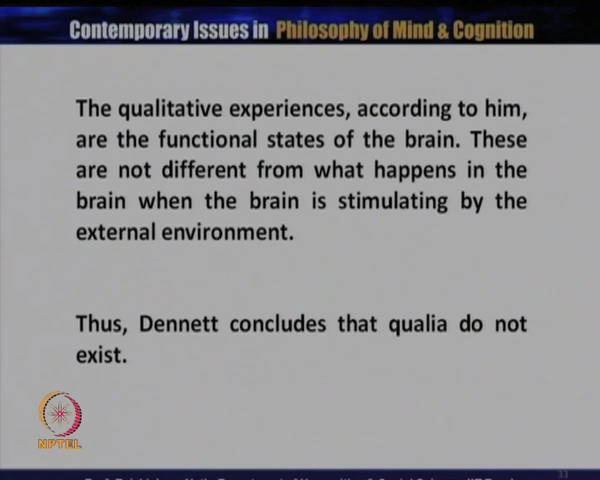 Contemporary Issues in Philosophy of Mind & Cognition
The qualitative experiences, according to him,
are the functional states of the brain. These
are not different from what happens in the
brain when the brain is stimulating by the
external environment.
Thus, Dennett concludes that qualia do not
exist.
NPTEL
33